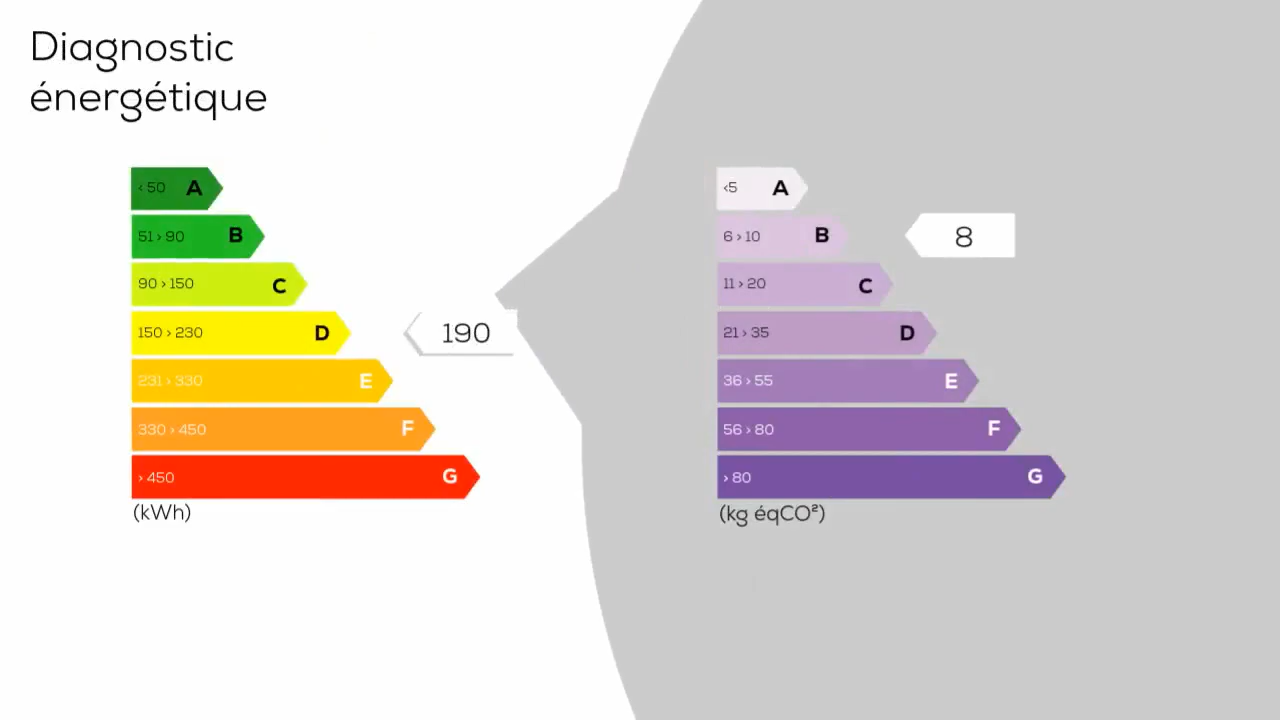 Diagnostic
énergétique
< 50 A
51 > 90 B
90 > 150 C
150 > 230 D
190
231 > 330 E
330 > 450 F
> 450 G
(kWh)
<5 A
6 > 10 B
8
11 > 20 C
21 > 35 D
36 > 55 E
56 > 80 F
> 80 G
(kg éqCO²)